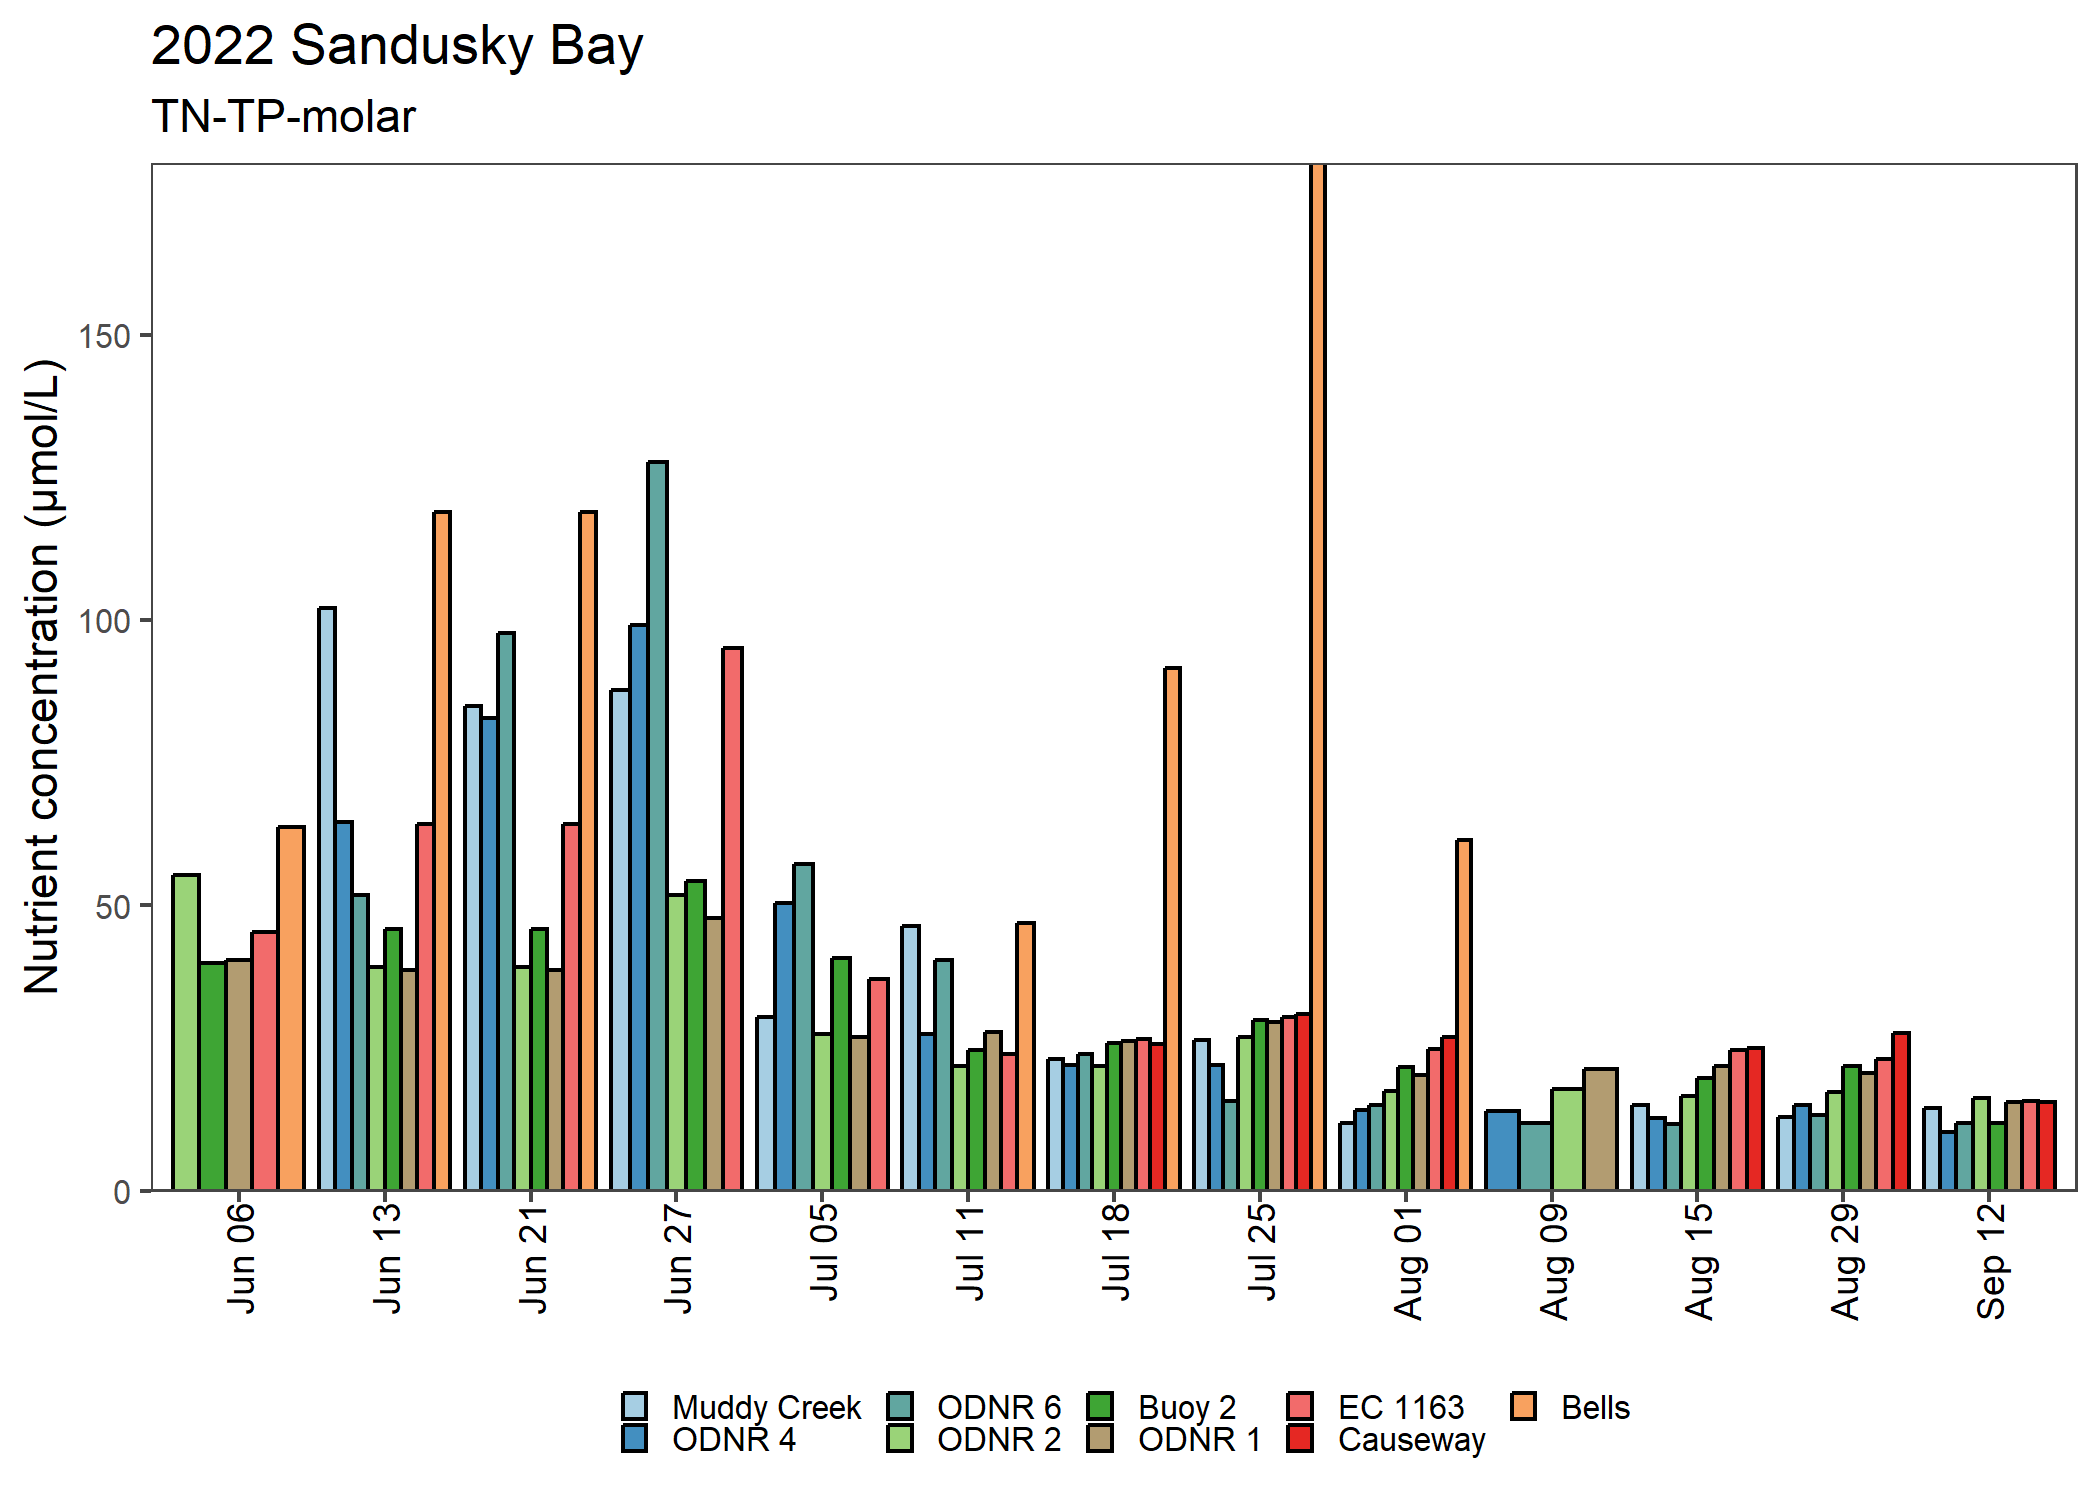 2022 Sandusky Bay
TN-TP-molar
Nutrient concentration (µmol/L)
150
100
50
0
Jun 06
Jun 13
Jun 21
Jun 27
Jul 05
Jul 11
Jul 18
Jul 25
Aug 01
Aug 09
Aug 15
Aug 29
Sep 12
Muddy Creek ODNR 6 Buoy 2 EC 1163 Bells
ODNR 4 ODNR 2 ODNR 1 Causeway